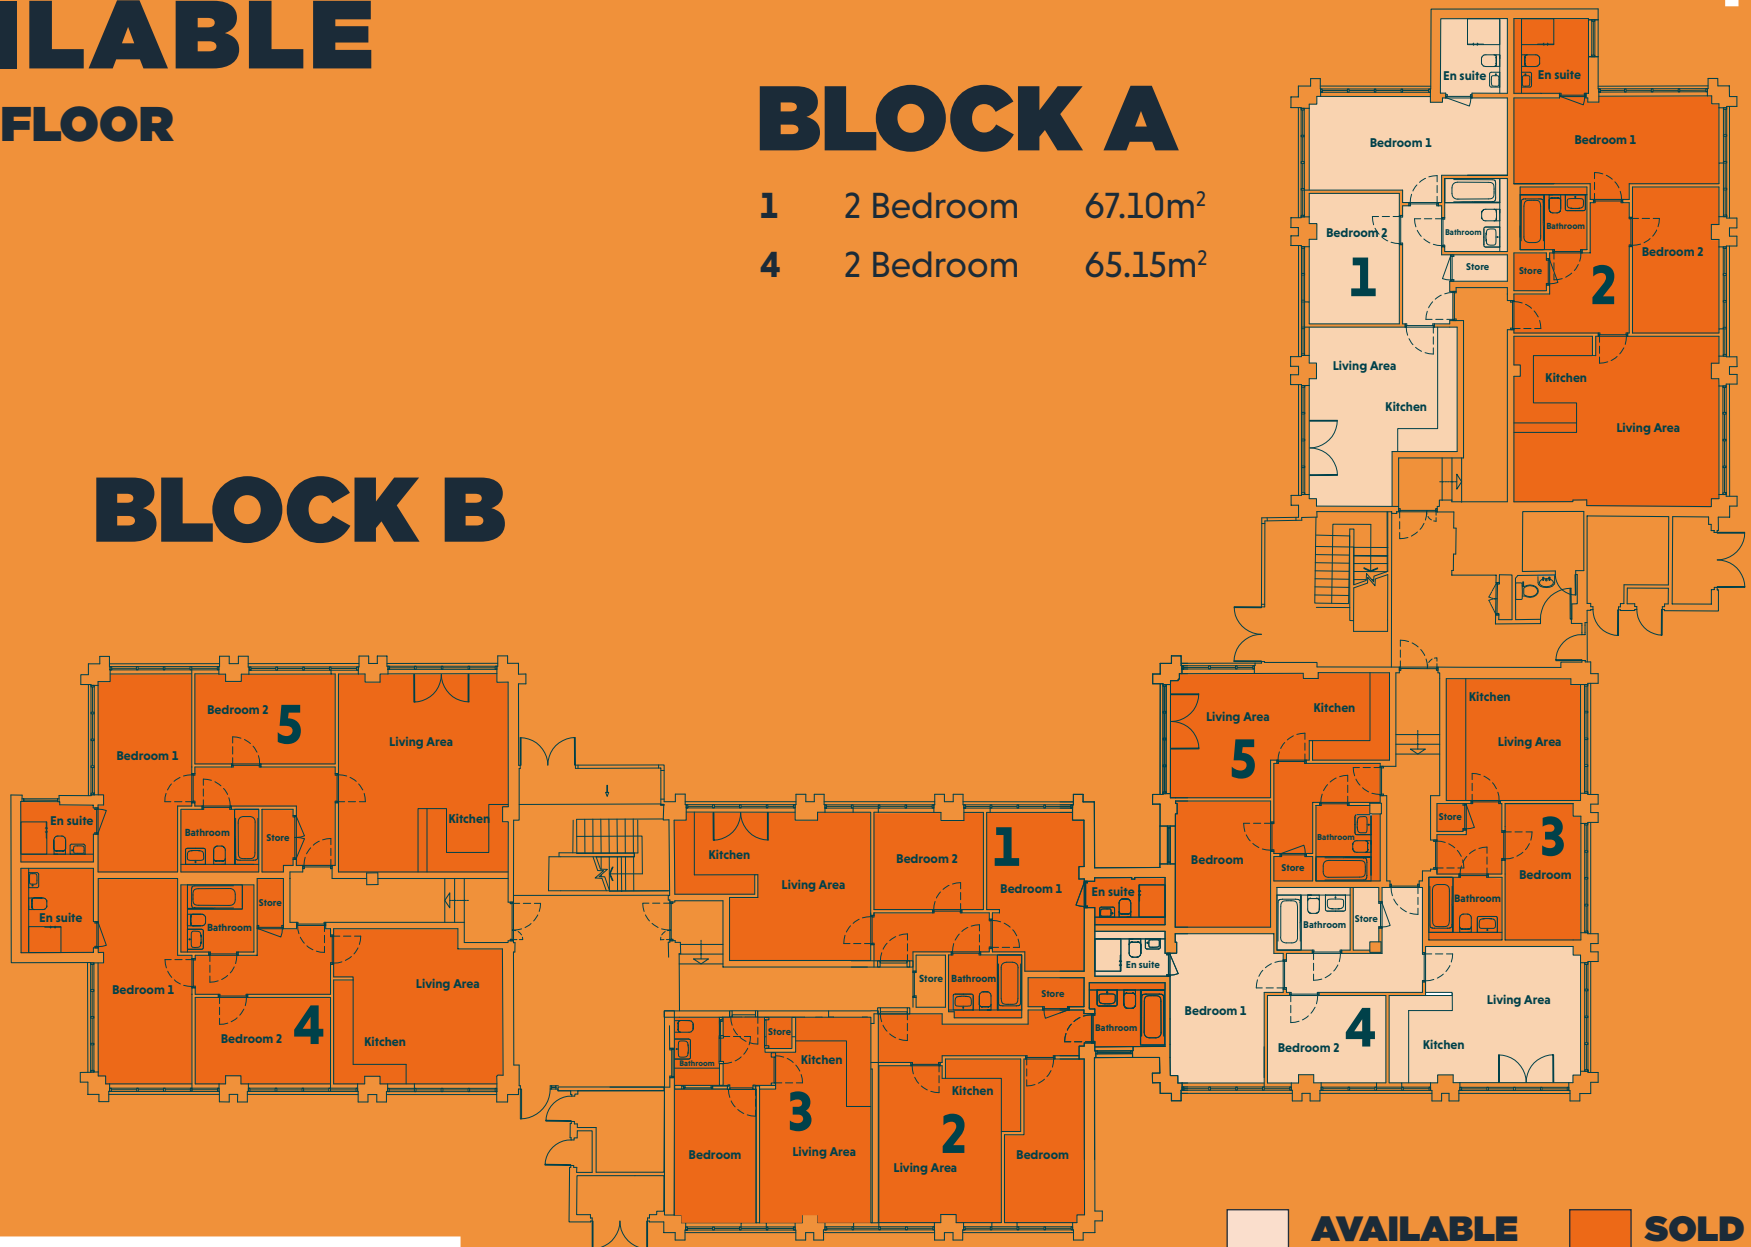 ILABLE
FLOOR
BLOCK A
1 2 Bedroom 67.10m²
4 2 Bedroom 65.15m²
En suite
En suite
Bedroom 1
Bedroom 1
Bedroom 2
Bathroom
Bathroom
Store
Store
Bedroom 2
1
2
Living Area
Kitchen
Kitchen
Living Area
BLOCK B
Bedroom 1
Bedroom 2
5
Living Area
Kitchen
En suite
Bathroom
Store
En suite
Bathroom
Store
Bedroom 1
Bedroom 2
4
Living Area
Kitchen
Kitchen
Living Area
Bedroom 2
1
Bedroom 1
En suite
Store
Bathroom
Store
Bathroom
Bathroom
Store
Kitchen
3
Living Area
Bedroom
Kitchen
2
Living Area
Bedroom
Living Area
Kitchen
5
Bedroom
Bathroom
Store
Kitchen
Living Area
Store
3
Bedroom
Bathroom
Bathroom
Store
En suite
Bedroom 1
Bedroom 2
4
Living Area
Kitchen
AVAILABLE
SOLD